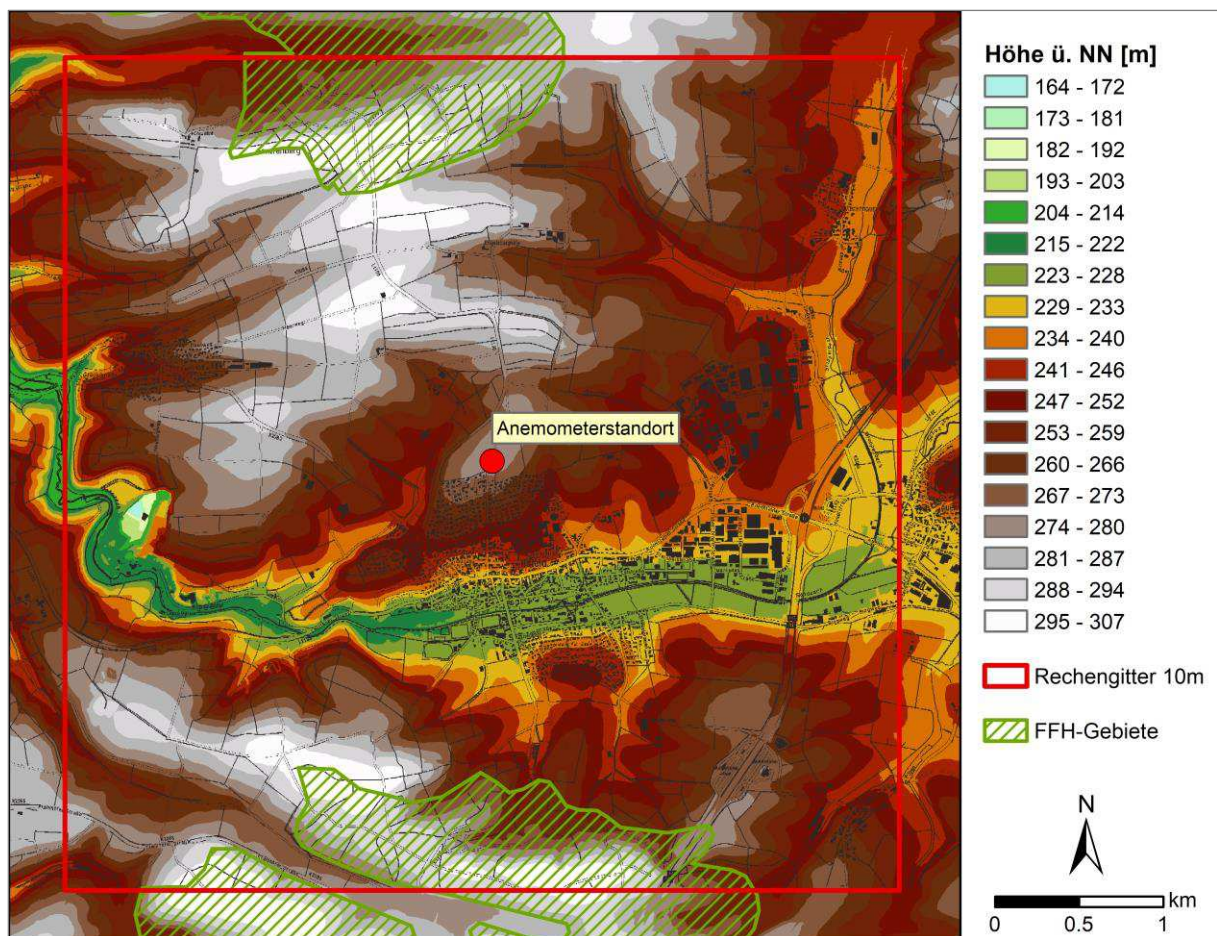 Höhe ü. NN [m]
164 - 172
173 - 181
182 - 192
193 - 203
204 - 214
215 - 222
223 - 228
229 - 233
234 - 240
241 - 246
247 - 252
253 - 259
260 - 266
267 - 273
274 - 280
281 - 287
288 - 294
295 - 307
Rechengitter 10m
FFH-Gebiete
Anemometerstandort
N
km
0 0.5 1